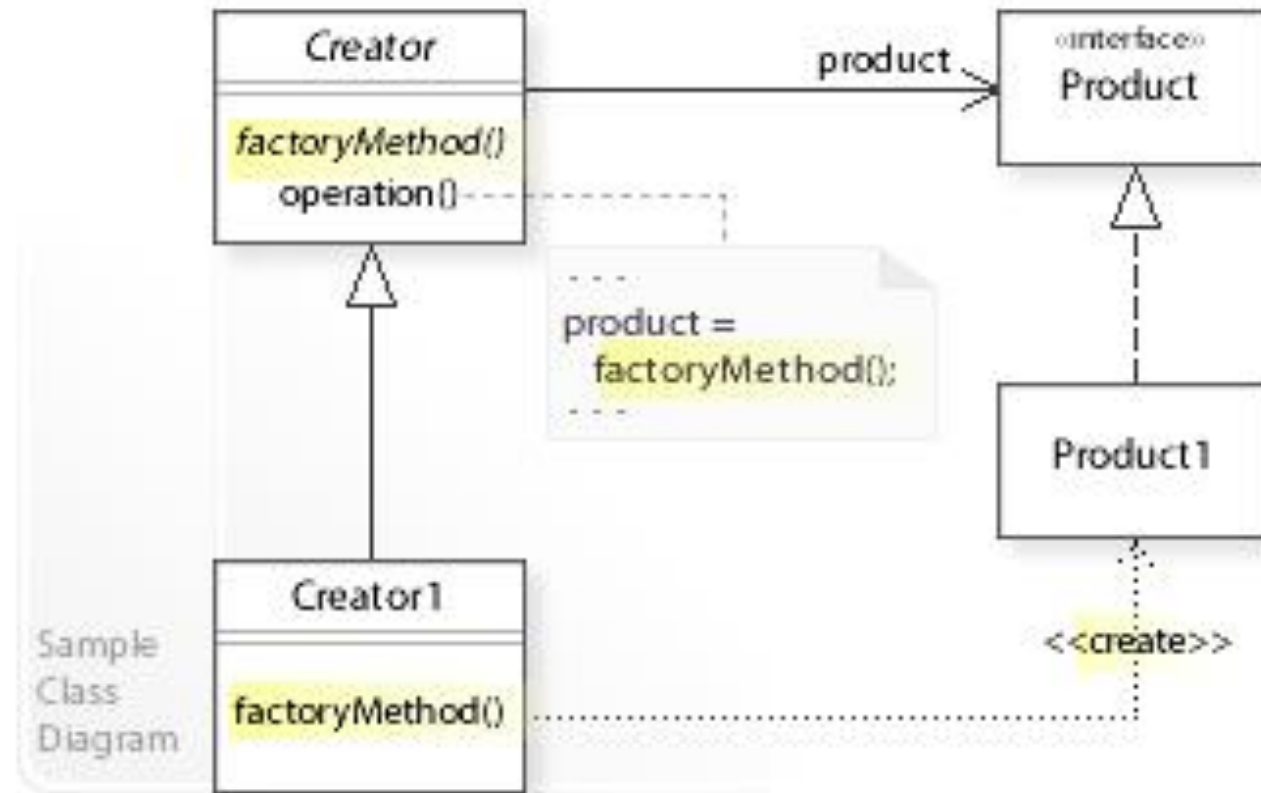 Creator
factoryMethod()
operation()
product
«interface»
Product
- - -
product =
factoryMethod();
- - -
Product1
Creator1
factoryMethod()
<<create>>
Sample
Class
Diagram